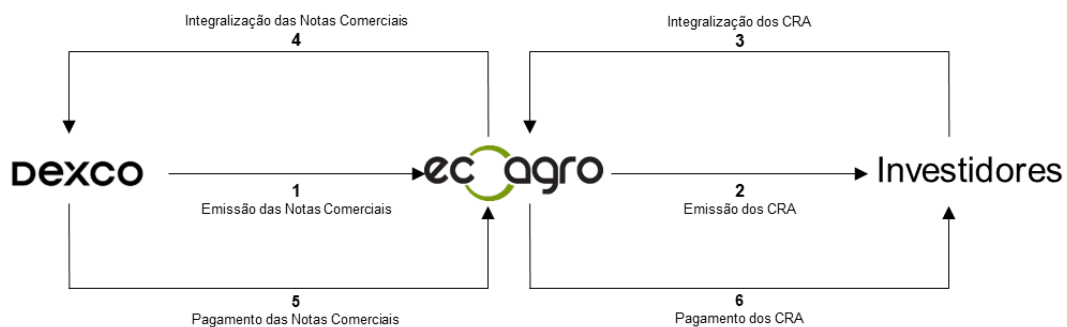 Integralização das Notas Comerciais
4
Integralização dos CRA
3
Dexco
ecoagro
Investidores
1
Emissão das Notas Comerciais
2
Emissão dos CRA
5
Pagamento das Notas Comerciais
6
Pagamento dos CRA